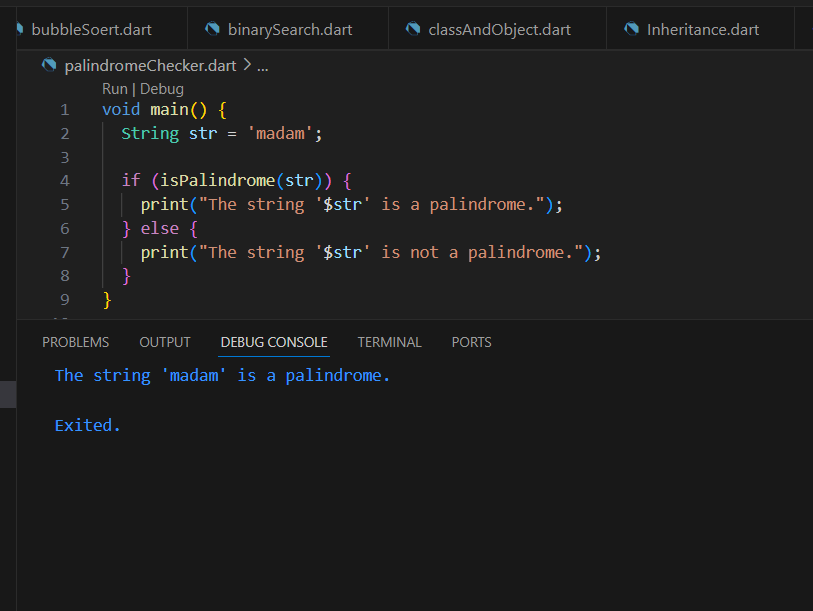 bubbleSoert.dart binarySearch.dart classAndObject.dart Inheritance.dart
palindromeChecker.dart > ...
Run | Debug
1 void main() {
2 String str = 'madam';
3
4 if (isPalindrome(str)) {
5 print("The string '$str' is a palindrome.");
6 } else {
7 print("The string '$str' is not a palindrome.");
8 }
9 }
PROBLEMS OUTPUT DEBUG CONSOLE TERMINAL PORTS
The string 'madam' is a palindrome.
Exited.